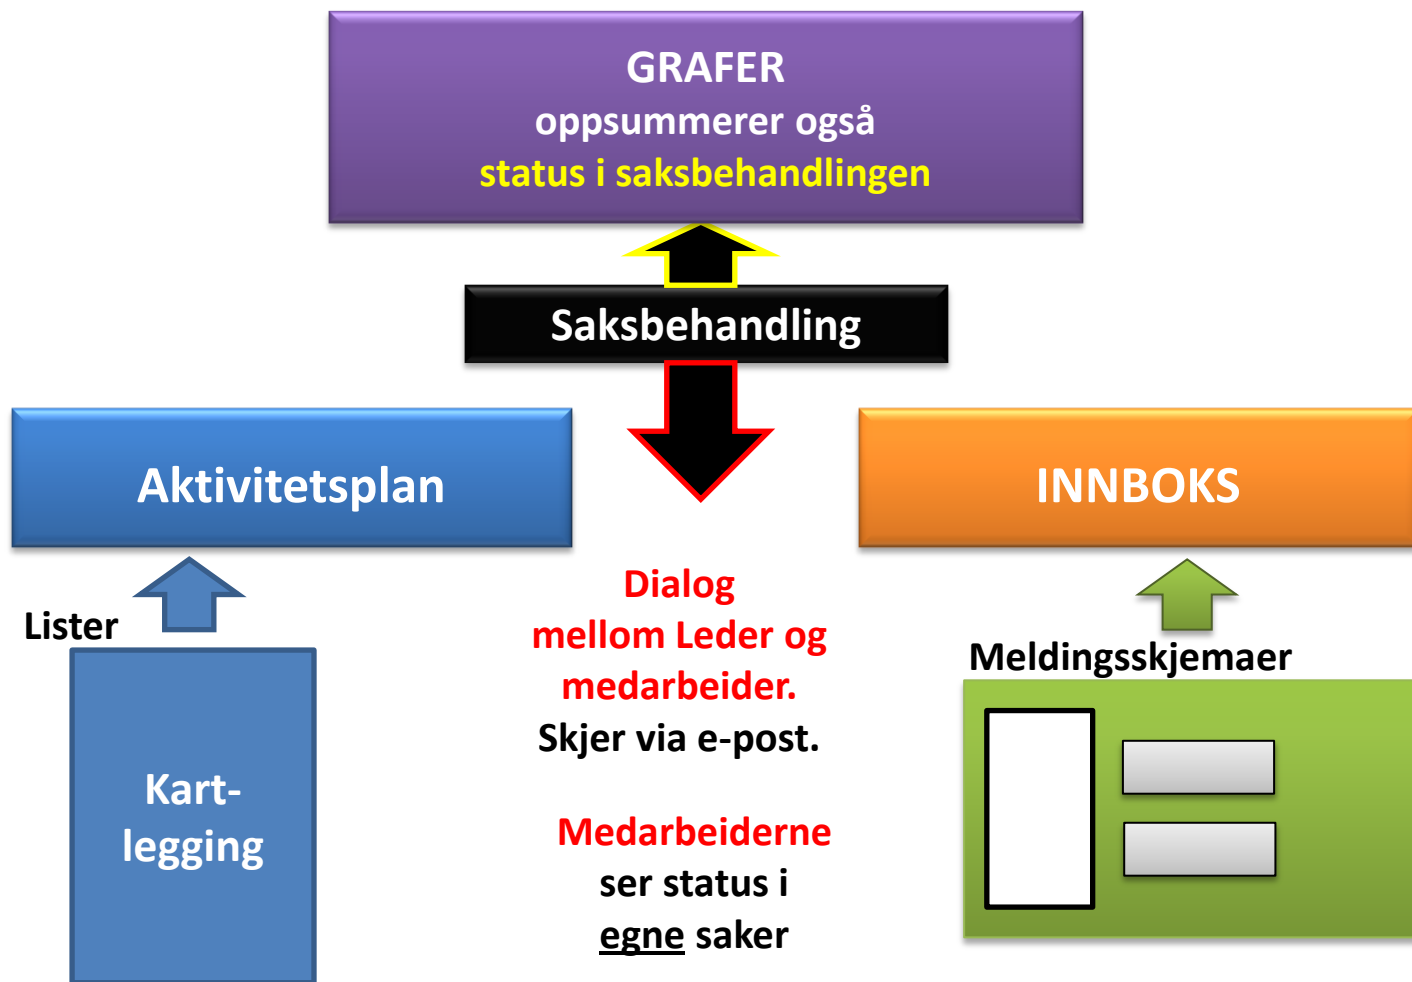 GRAFER
oppsummerer også
status i saksbehandlingen
Saksbehandling
Aktivitetsplan
INNBOKS
Lister
Kart-
legging
Dialog
mellom Leder og
medarbeider.
Skjer via e-post.
Medarbeiderne
ser status i
egne saker
Meldingsskjemaer